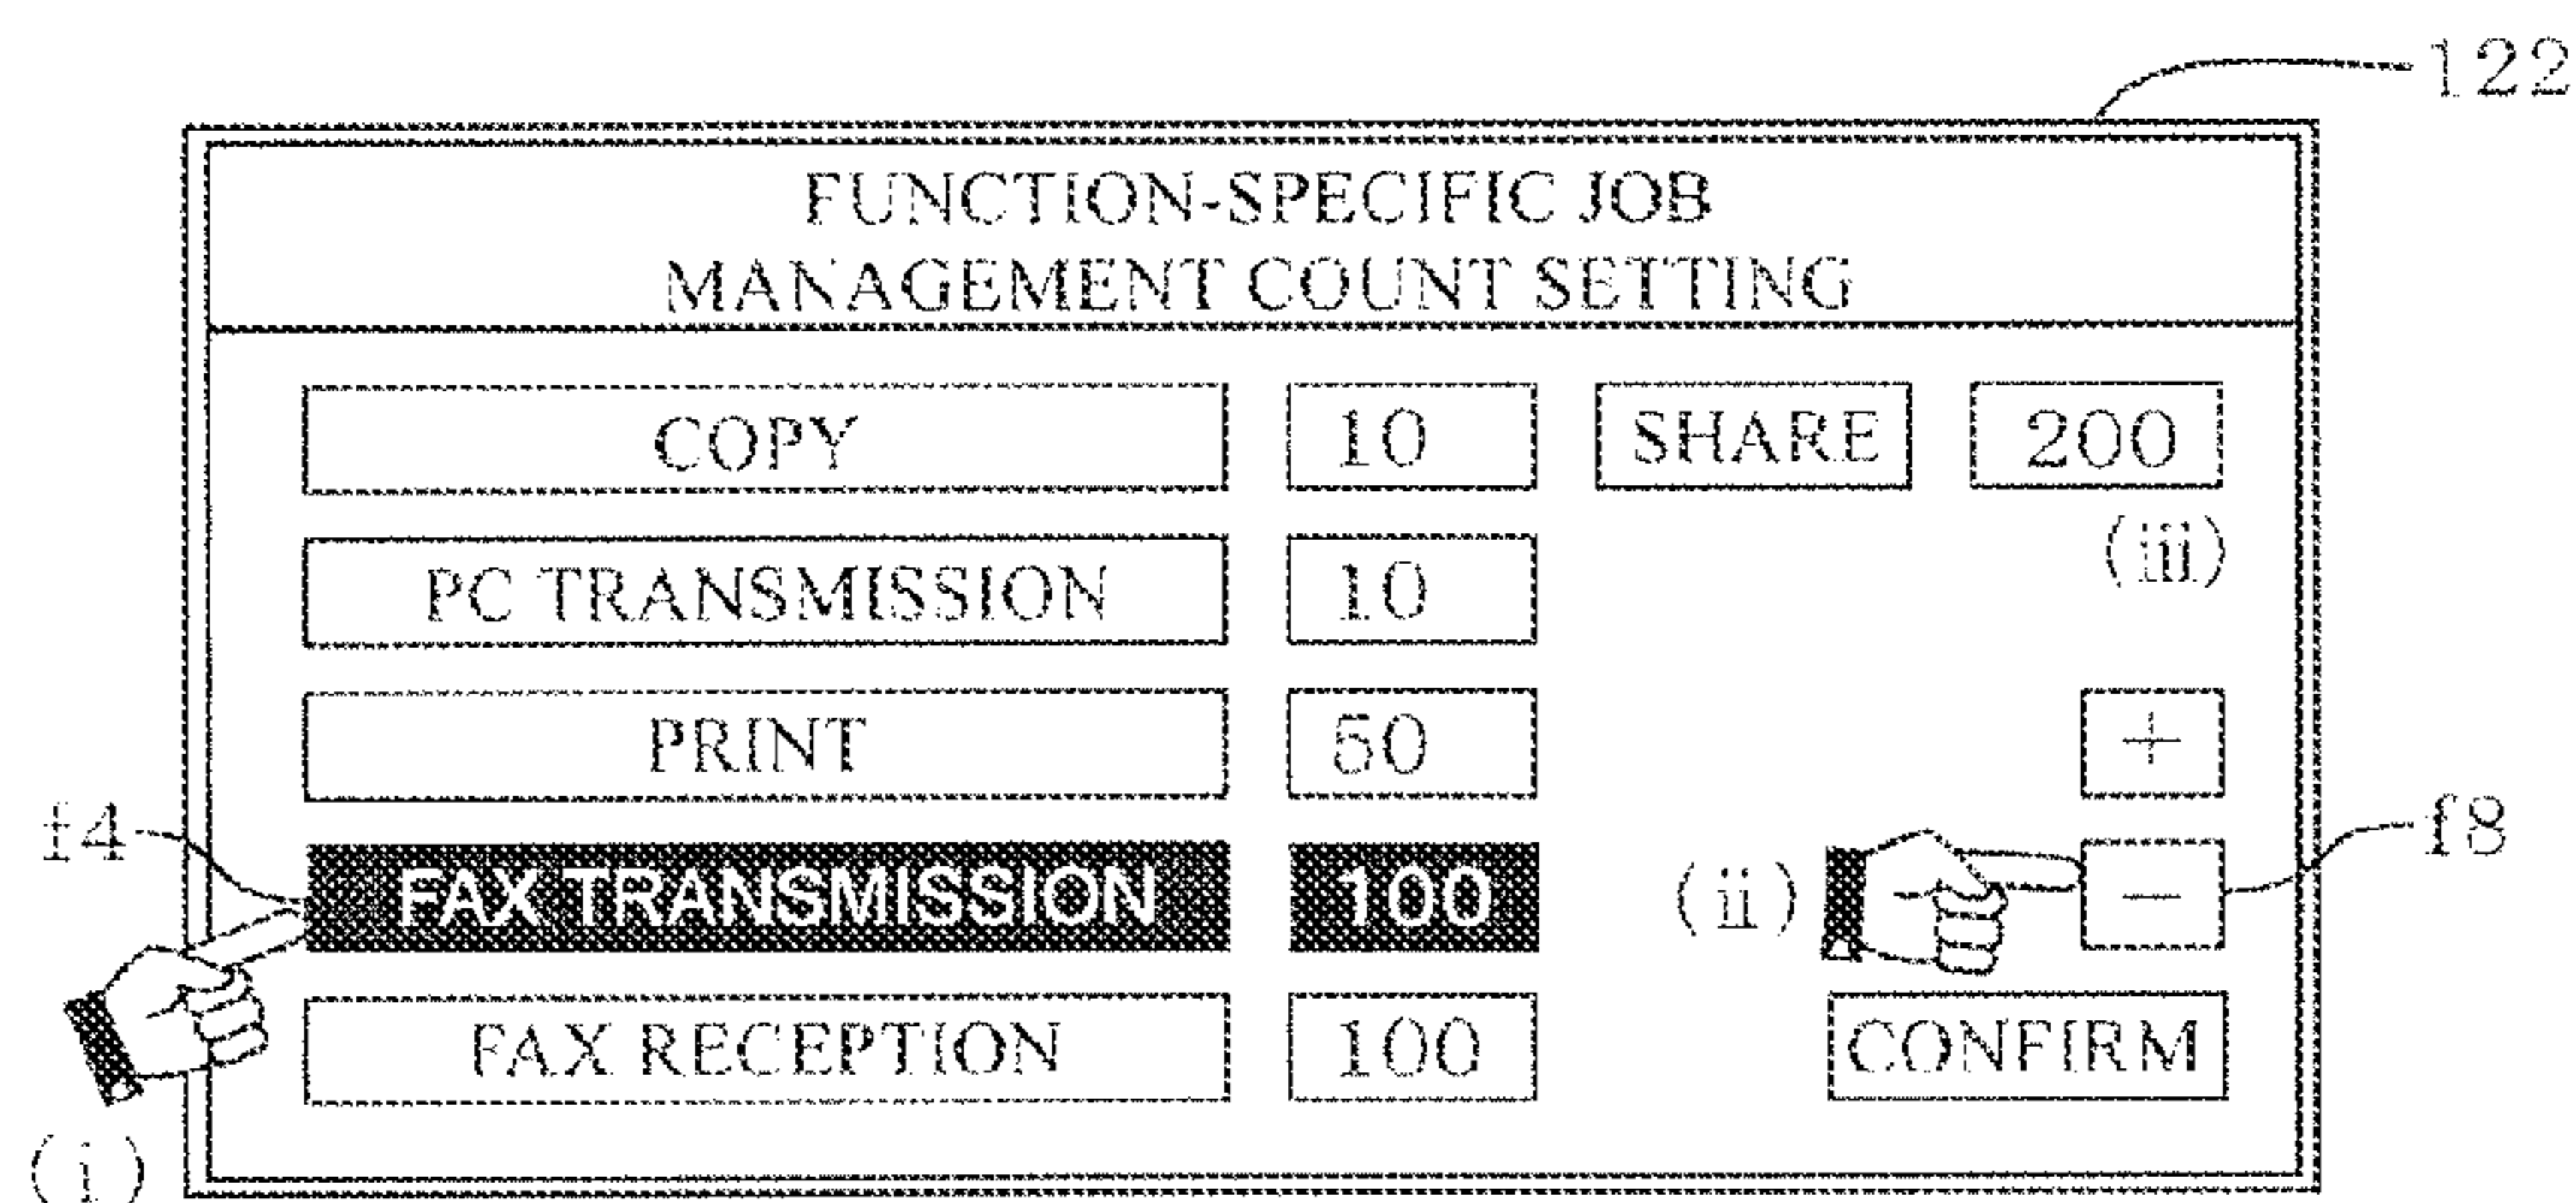 122
FUNCTION-SPECIFIC JOB
MANAGEMENT COUNT SETTING
COPY 10 SHARE 200
(iii)
PC TRANSMISSION 10
PRINT 50 +
f4 FAX TRANSMISSION 100 (ii) − f8
FAX RECEPTION 100 CONFIRM
(i)